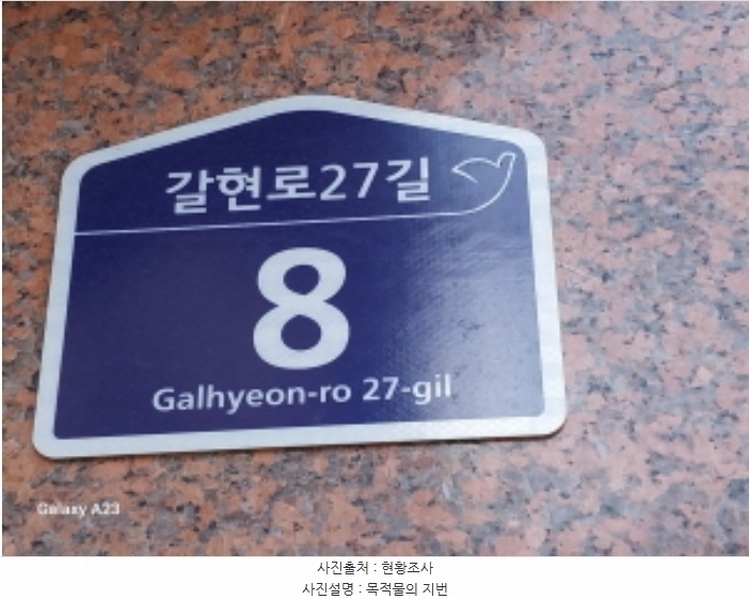 갈현로27길
8
Galhyeon-ro 27-gil
Galaxy A23
사진출처 : 현황조사
사진설명 : 목적물의 지번